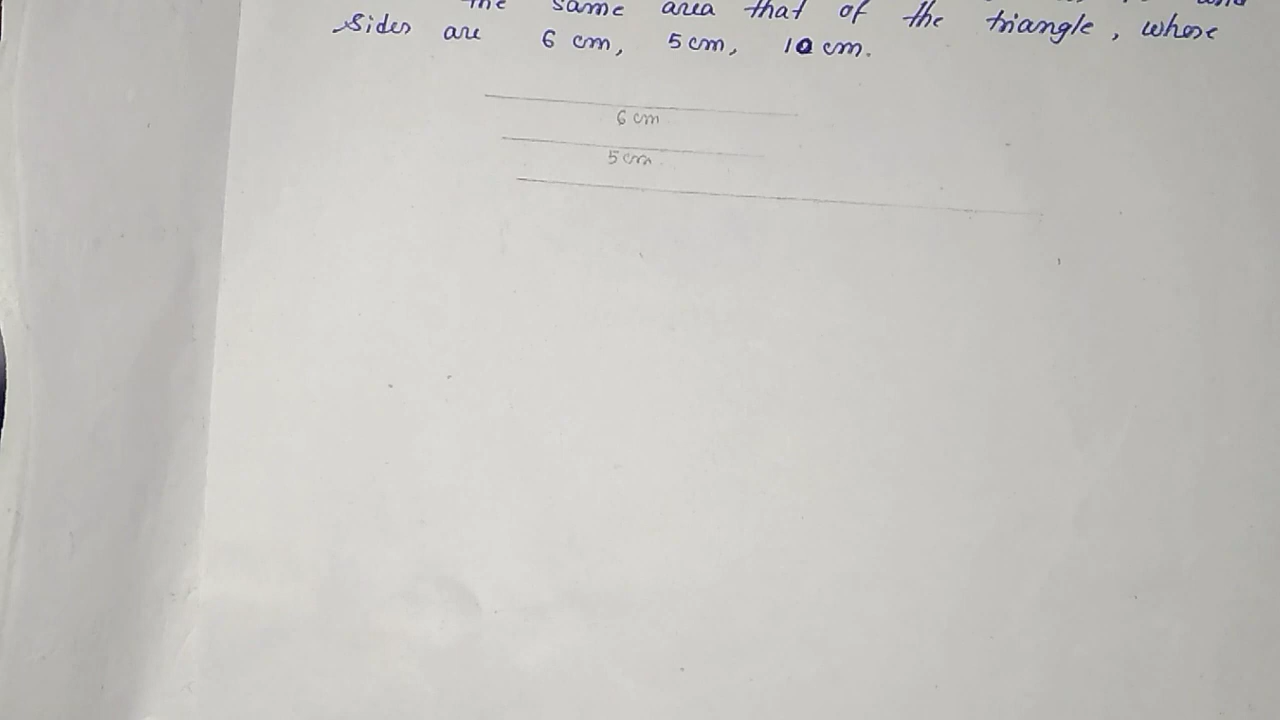 the same area that of the triangle, whose
sides are 6 cm, 5 cm, 10 cm.
6 cm
5 cm